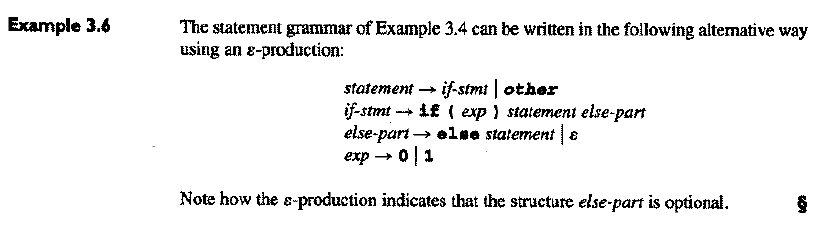 Example 3.6 The statement grammar of Example 3.4 can be written in the following alternative way
using an ε-production:
statement → if-stmt | other
if-stmt → if ( exp ) statement else-part
else-part → else statement | ε
exp → 0 | 1
Note how the ε-production indicates that the structure else-part is optional. §